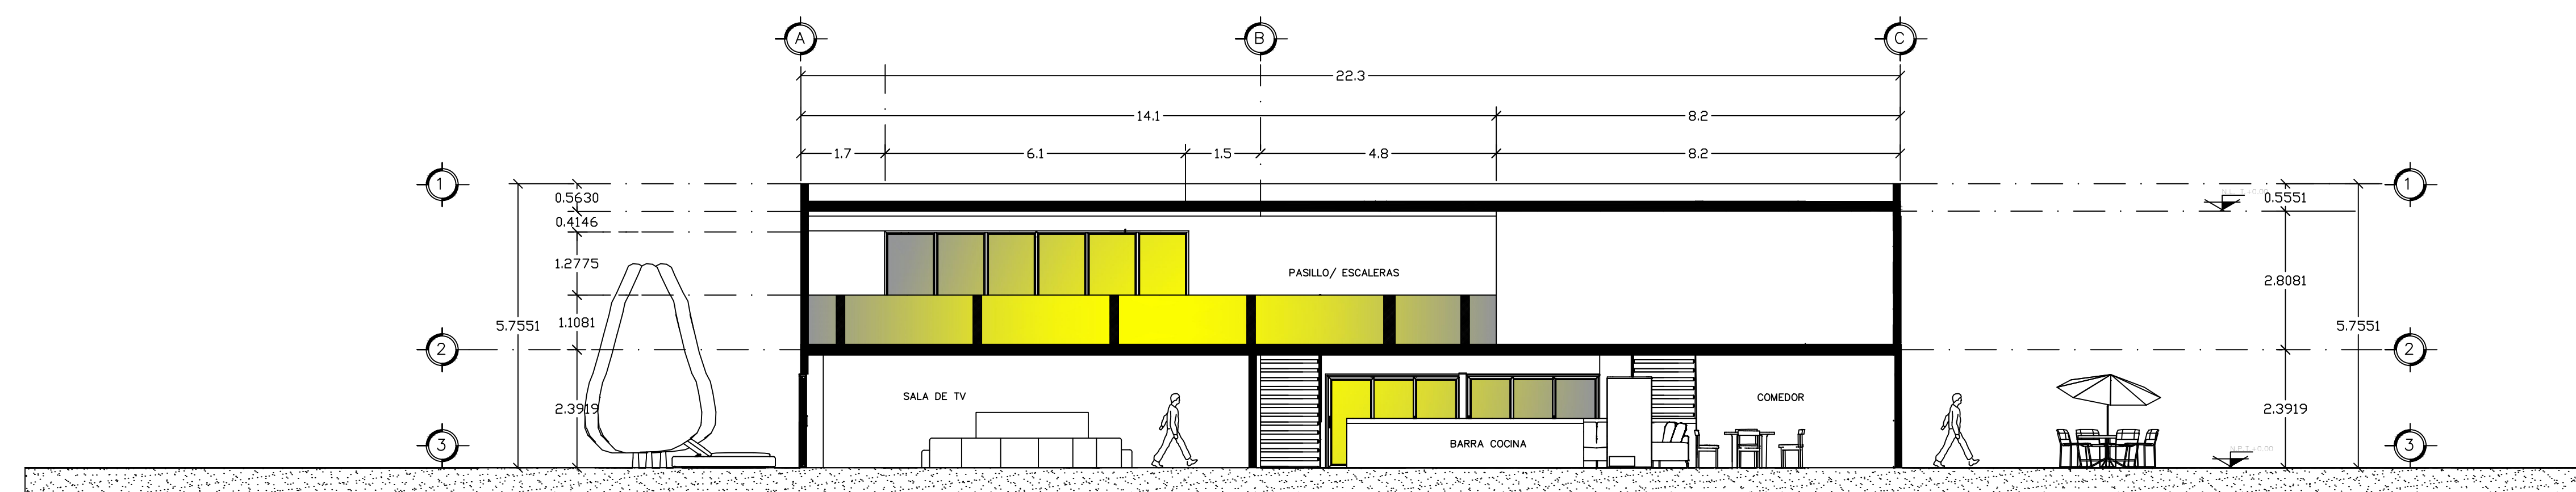 A B C
22.3
14.1 8.2
1.7 6.1 1.5 4.8 8.2
1 1
0.5630 0.5551
0.4146
1.2775
PASILLO/ ESCALERAS
2.8081
1.1081
5.7551 5.7551
2 2
SALA DE TV COMEDOR
2.3919 2.3919
BARRA COCINA
3 3